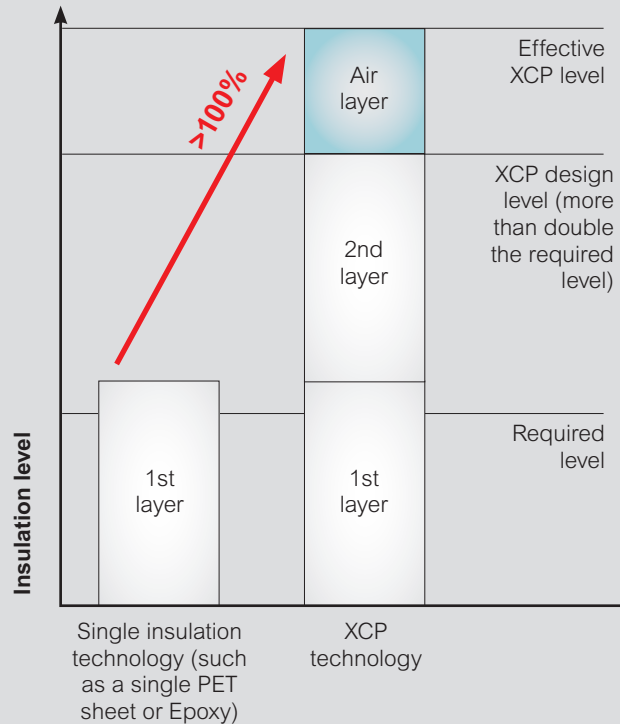 Effective
XCP level
Air
layer
>100%
XCP design
level (more
than double
the required
level)
2nd
layer
Required
level
1st
layer
1st
layer
Insulation level
Single insulation
technology (such
as a single PET
sheet or Epoxy)
XCP
technology